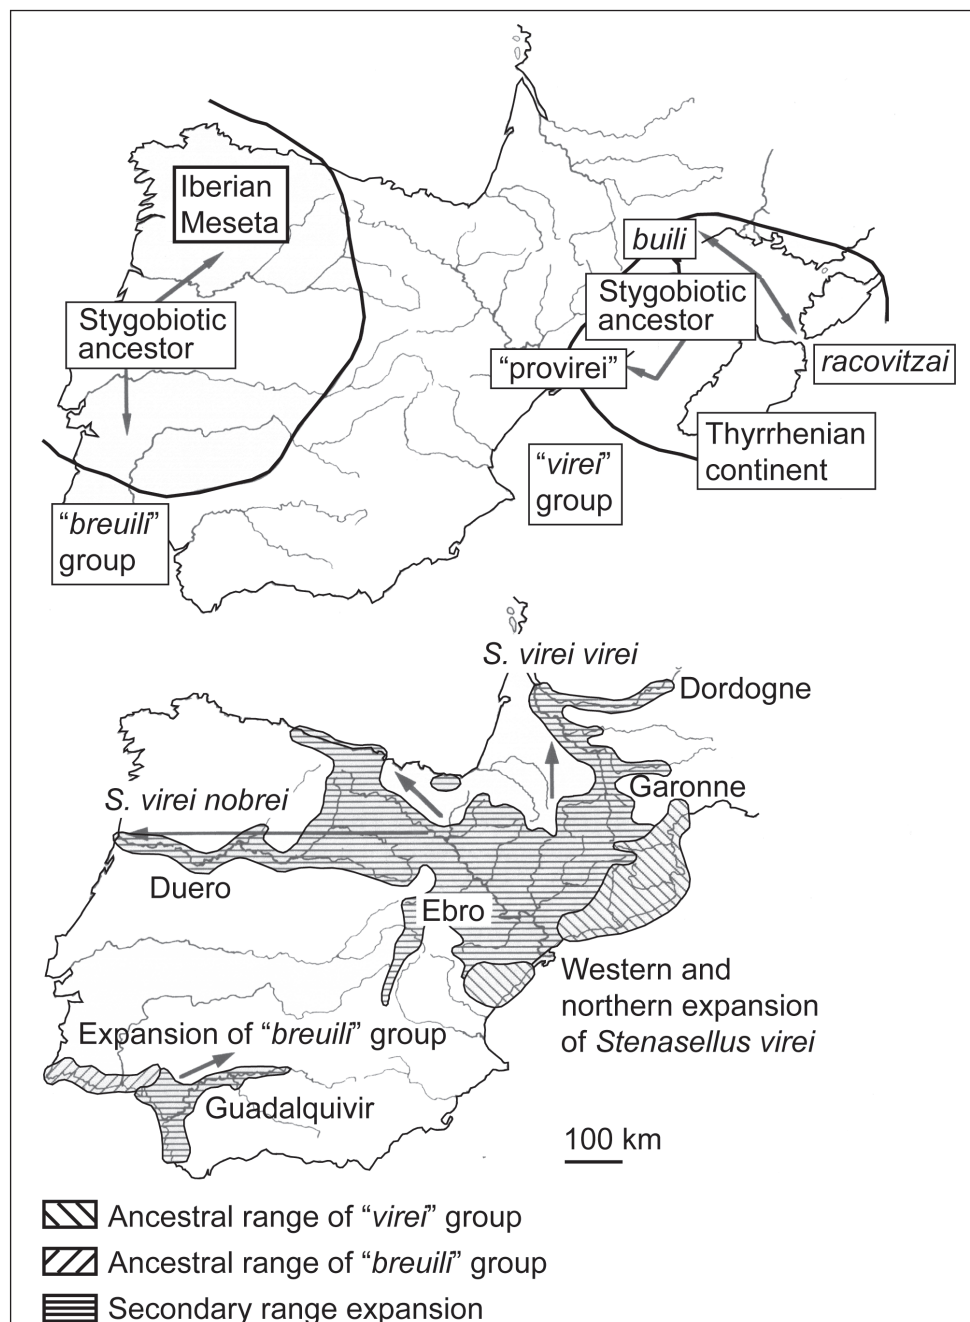 Iberian
Meseta
buili
Stygobiotic
ancestor
Stygobiotic
ancestor
“provirei”
racovitzai
Thyrrhenian
continent
“virei”
group
“breuili”
group
S. virei virei
Dordogne
Garonne
S. virei nobrei
Duero
Ebro
Western and
northern expansion
of Stenasellus virei
Expansion of “breuili” group
Guadalquivir
100 km
Ancestral range of “virei” group
Ancestral range of “breuili” group
Secondary range expansion